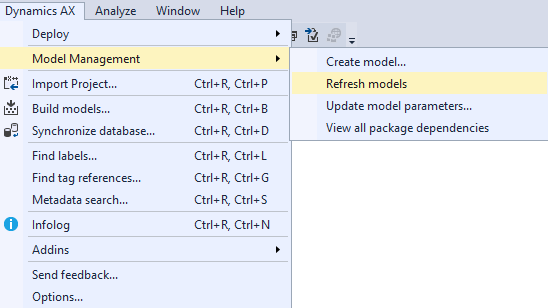 Dynamics AX Analyze Window Help
Deploy
Model Management
Create model...
Refresh models
Update model parameters...
View all package dependencies
Import Project... Ctrl+R, Ctrl+P
Build models... Ctrl+R, Ctrl+B
Synchronize database... Ctrl+R, Ctrl+D
Find labels... Ctrl+R, Ctrl+L
Find tag references... Ctrl+R, Ctrl+G
Metadata search... Ctrl+R, Ctrl+S
Infolog Ctrl+R, Ctrl+N
Addins
Send feedback...
Options...